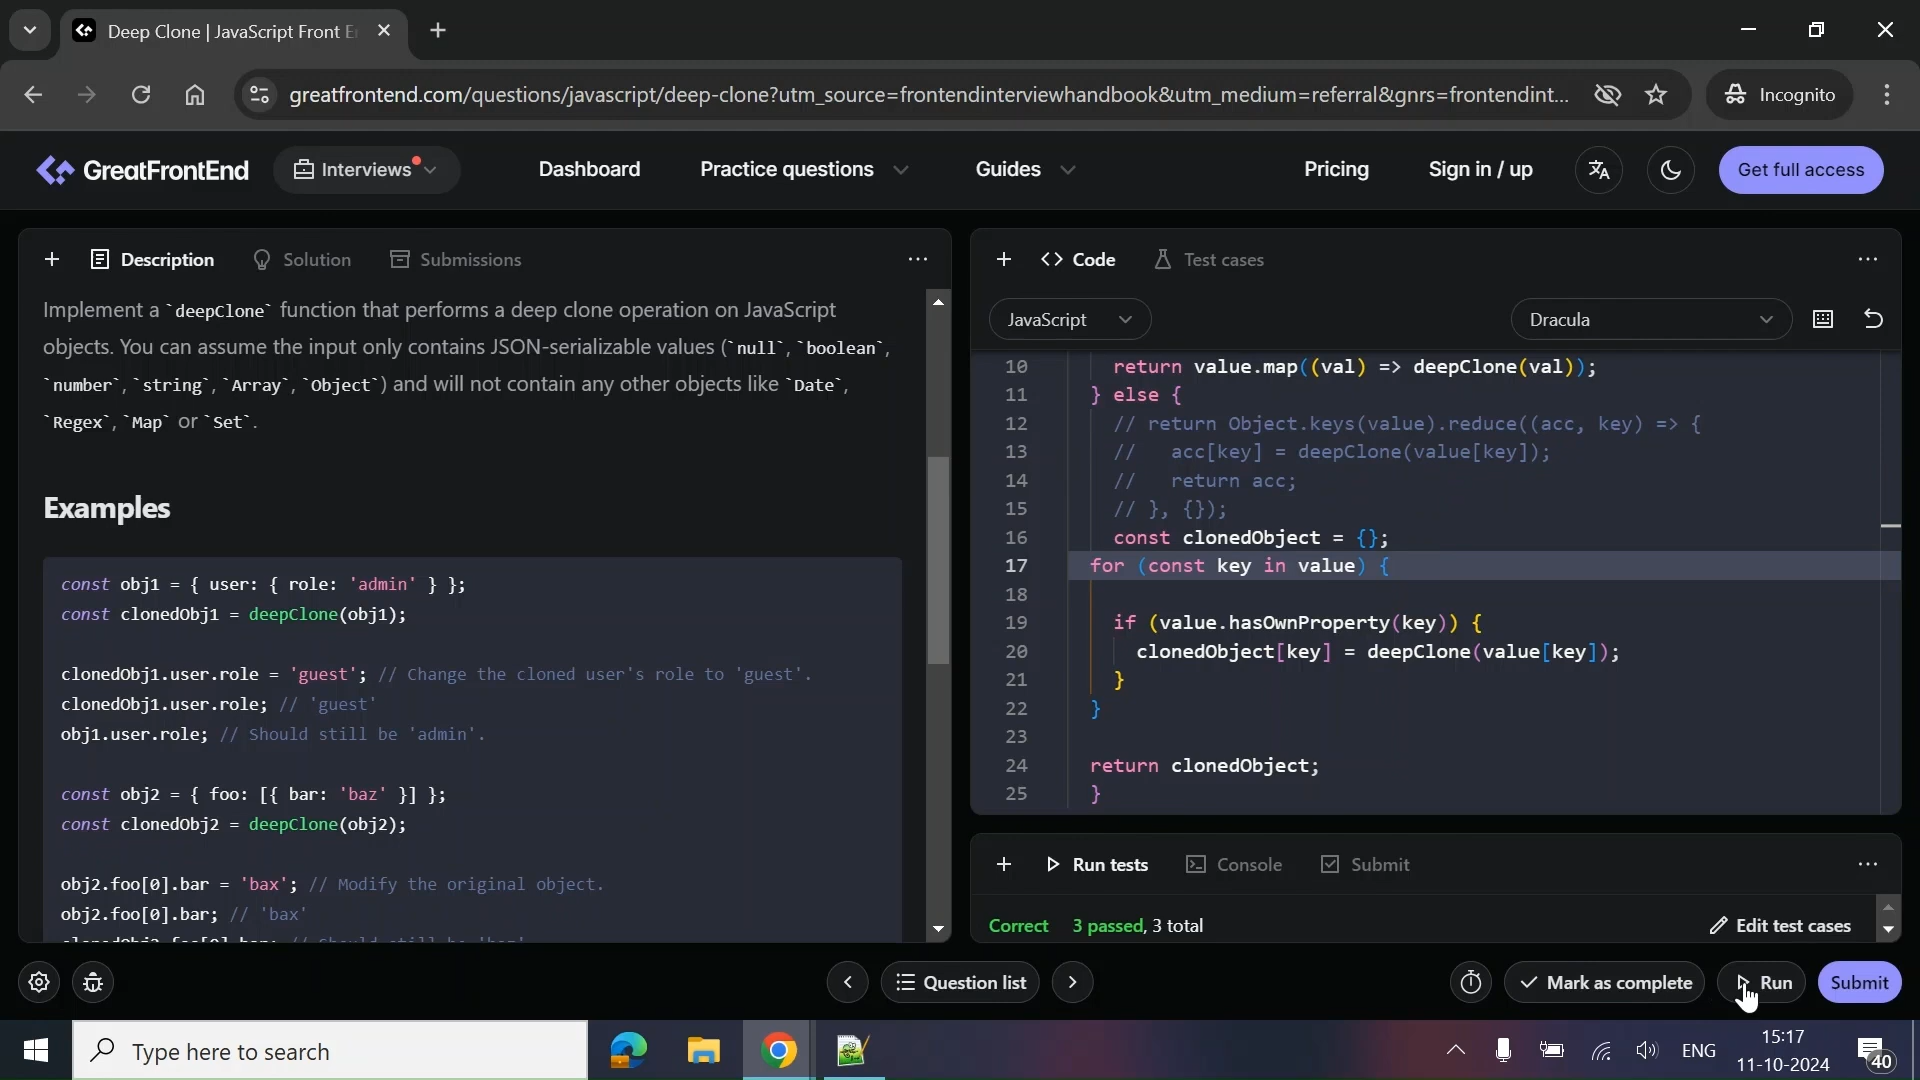 Deep Clone | JavaScript Front E
greatfrontend.com/questions/javascript/deep-clone?utm_source=frontendinterviewhandbook&utm_medium=referral&gnrs=frontendint...
Incognito
GreatFrontEnd
Interviews
Dashboard
Practice questions
Guides
Pricing
Sign in / up
Get full access
Description
Solution
Submissions
Implement a `deepClone` function that performs a deep clone operation on JavaScript
objects. You can assume the input only contains JSON-serializable values (`null`, `boolean`,
`number`, `string`, `Array`, `Object`) and will not contain any other objects like `Date`,
`Regex`, `Map` or `Set`.
Examples
const obj1 = { user: { role: 'admin' } };
const clonedObj1 = deepClone(obj1);
clonedObj1.user.role = 'guest'; // Change the cloned user's role to 'guest'.
clonedObj1.user.role; // 'guest'
obj1.user.role; // Should still be 'admin'.
const obj2 = { foo: [{ bar: 'baz' }] };
const clonedObj2 = deepClone(obj2);
obj2.foo[0].bar = 'bax'; // Modify the original object.
obj2.foo[0].bar; // 'bax'
Code
Test cases
JavaScript
Dracula
10 return value.map((val) => deepClone(val));
11 } else {
12 // return Object.keys(value).reduce((acc, key) => {
13 //   acc[key] = deepClone(value[key]);
14 //   return acc;
15 // }, {});
16 const clonedObject = {};
17 for (const key in value) {
18
19 if (value.hasOwnProperty(key)) {
20 clonedObject[key] = deepClone(value[key]);
21 }
22 }
23
24 return clonedObject;
25 }
Run tests
Console
Submit
Correct 3 passed, 3 total
Edit test cases
Question list
Mark as complete
Run
Submit
Type here to search
ENG
15:17
11-10-2024
40